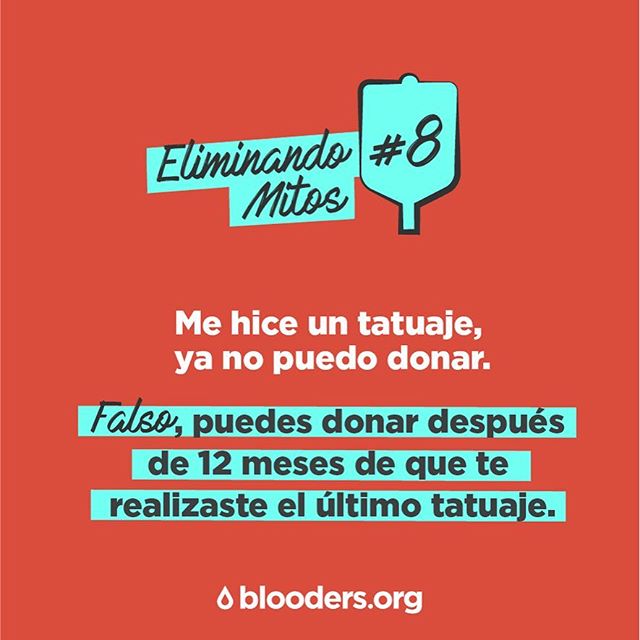 Eliminando
Mitos
#8
Me hice un tatuaje,
ya no puedo donar.
Falso, puedes donar después
de 12 meses de que te
realizaste el último tatuaje.
blooders.org